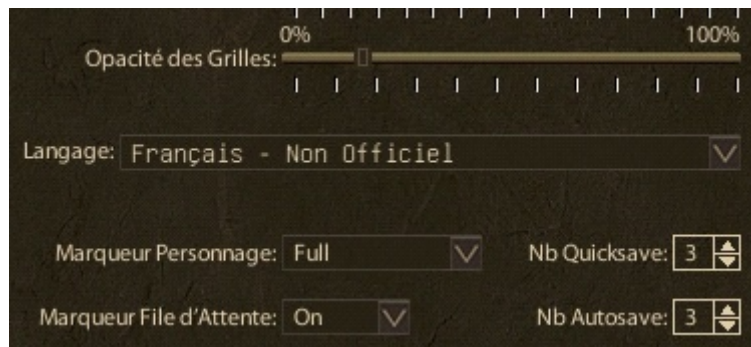 0% 100%
Opacité des Grilles:
Langage: Français - Non Officiel
Marqueur Personnage: Full Nb Quicksave: 3
Marqueur File d'Attente: On Nb Autosave: 3